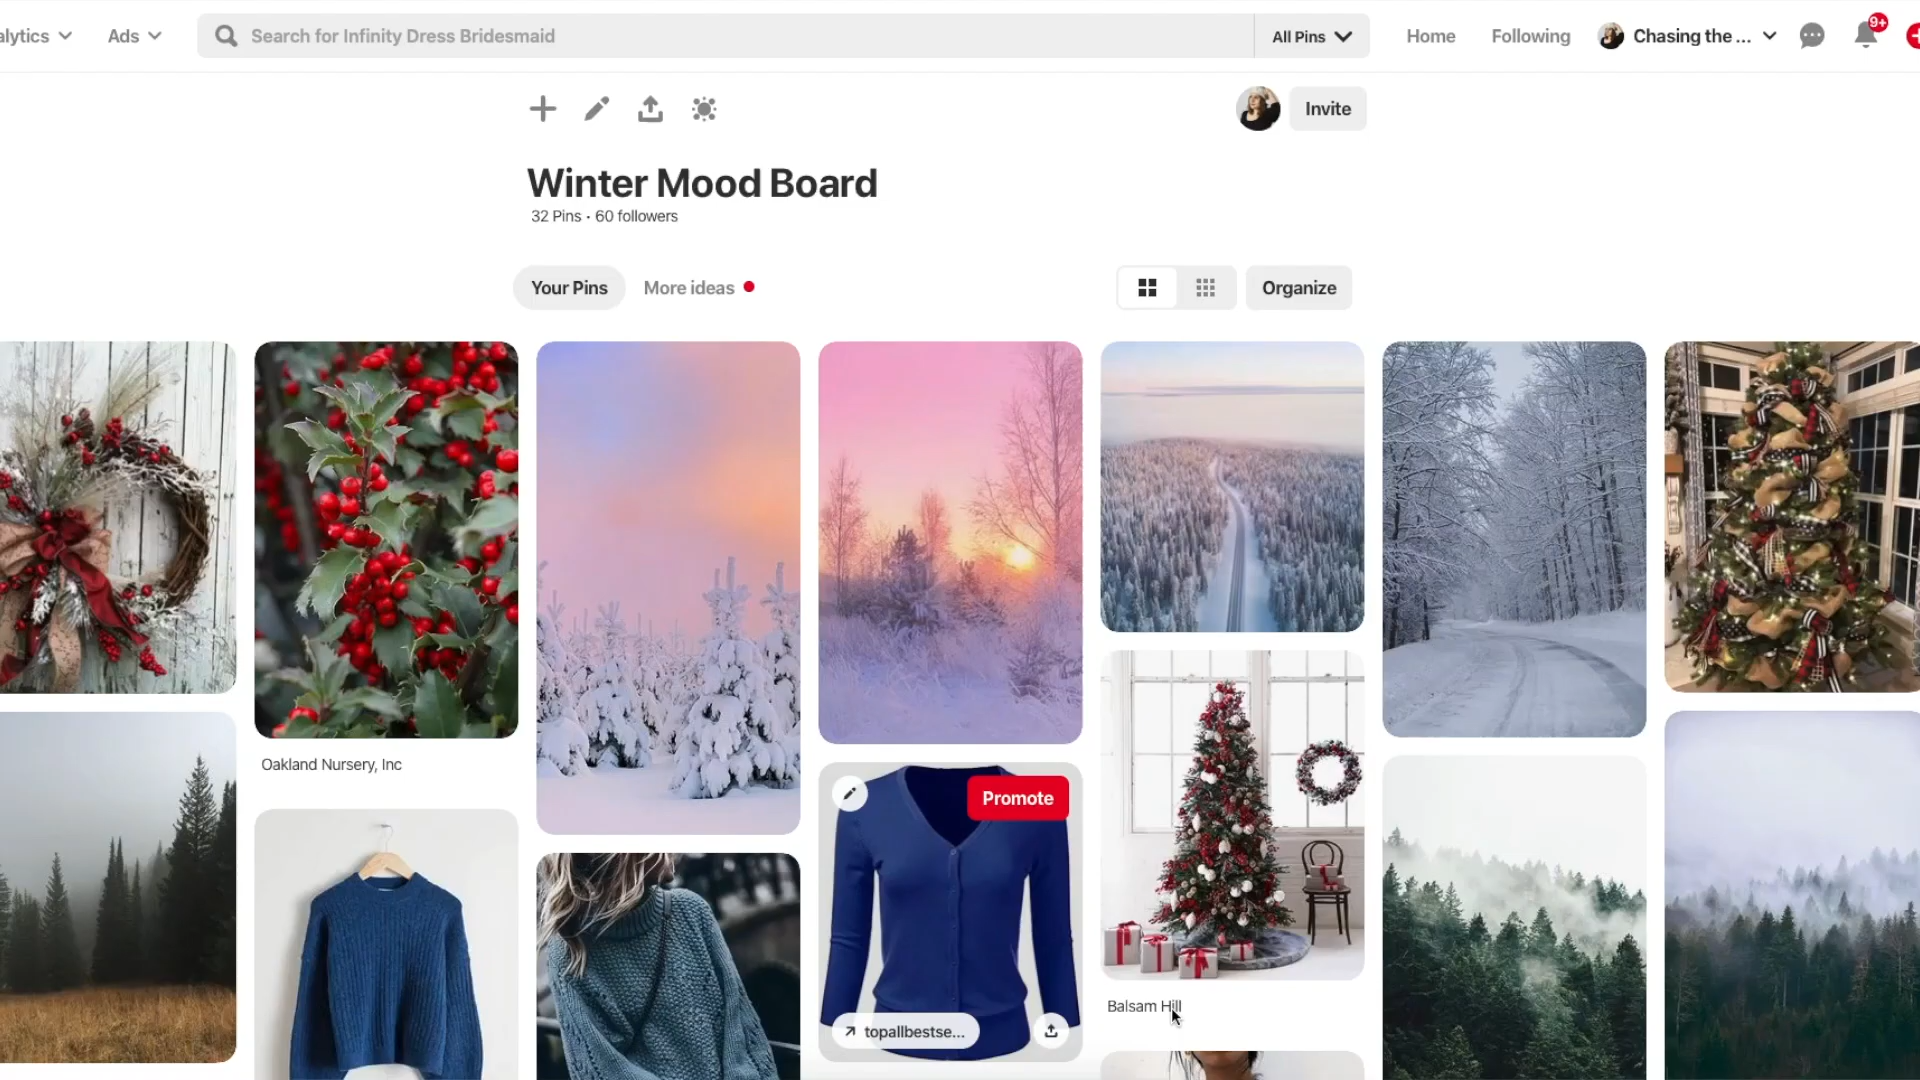 alytics
Ads
Search for Infinity Dress Bridesmaid
All Pins
Home
Following
Chasing the ...
9+
Invite
Winter Mood Board
32 Pins • 60 followers
Your Pins
More ideas
Organize
Oakland Nursery, Inc
Promote
topallbestse...
Balsam Hill